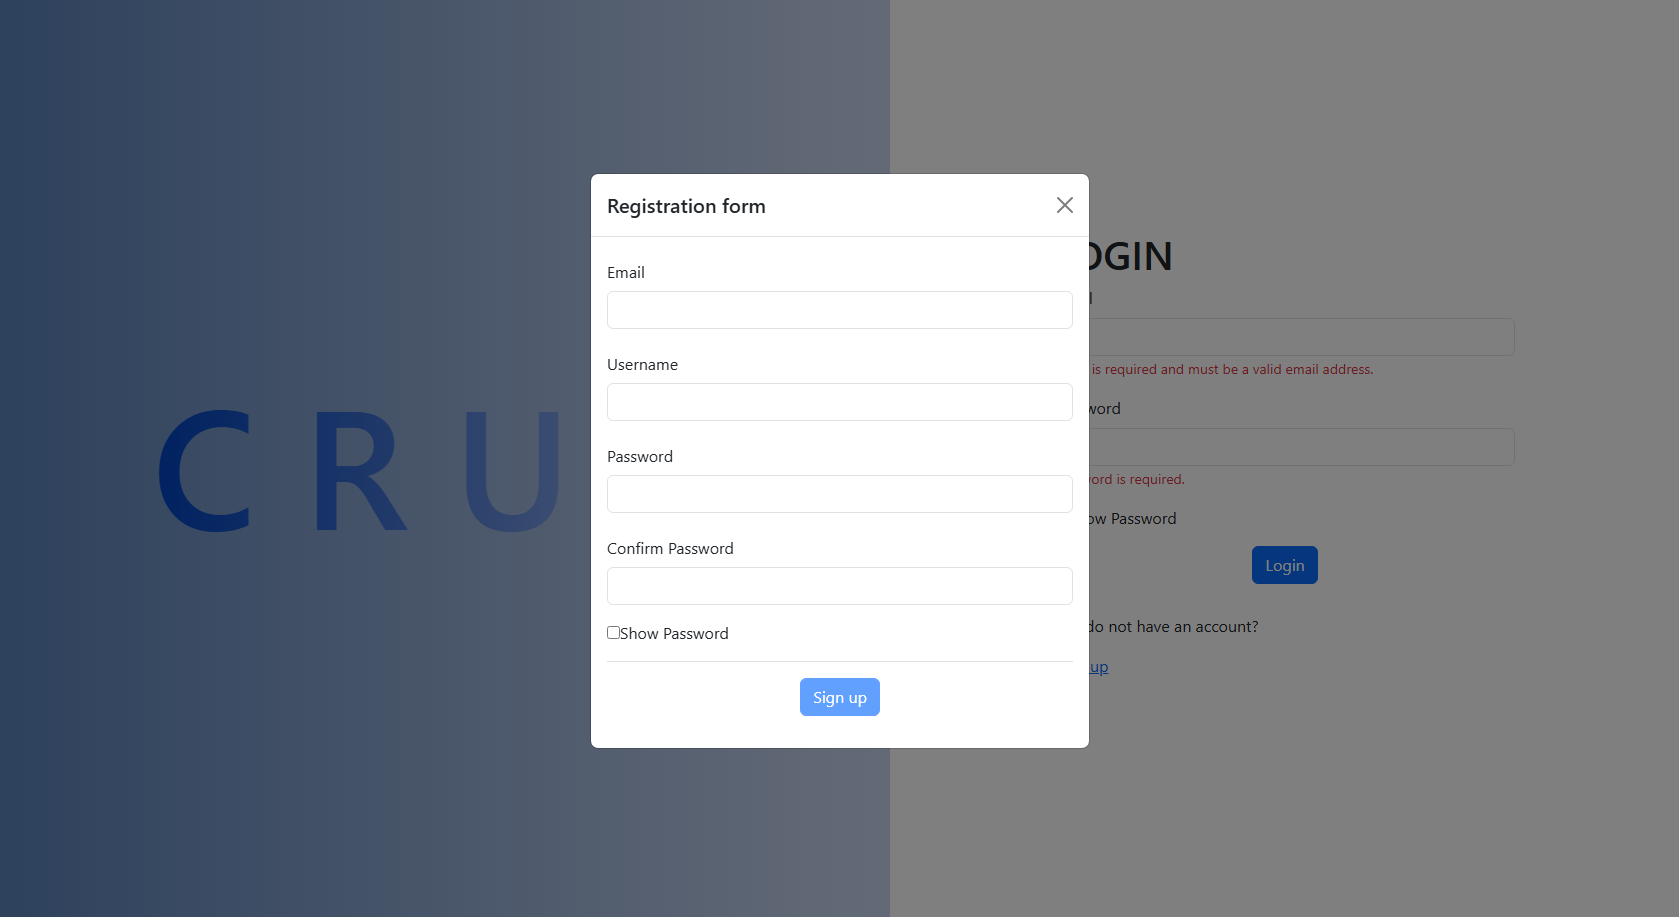 CRU
Registration form
Email
Username
Password
Confirm Password
Show Password
Sign up
OGIN
is required and must be a valid email address.
word
ord is required.
ow Password
Login
do not have an account?
up